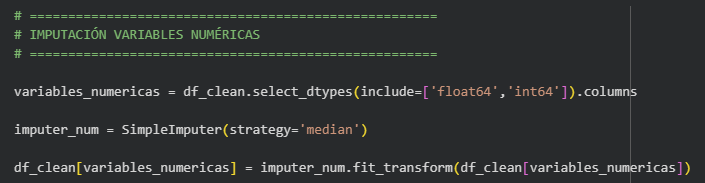 # ====================================================
# IMPUTACIÓN VARIABLES NUMÉRICAS
# ====================================================
variables_numericas = df_clean.select_dtypes(include=['float64','int64']).columns
imputer_num = SimpleImputer(strategy='median')
df_clean[variables_numericas] = imputer_num.fit_transform(df_clean[variables_numericas])